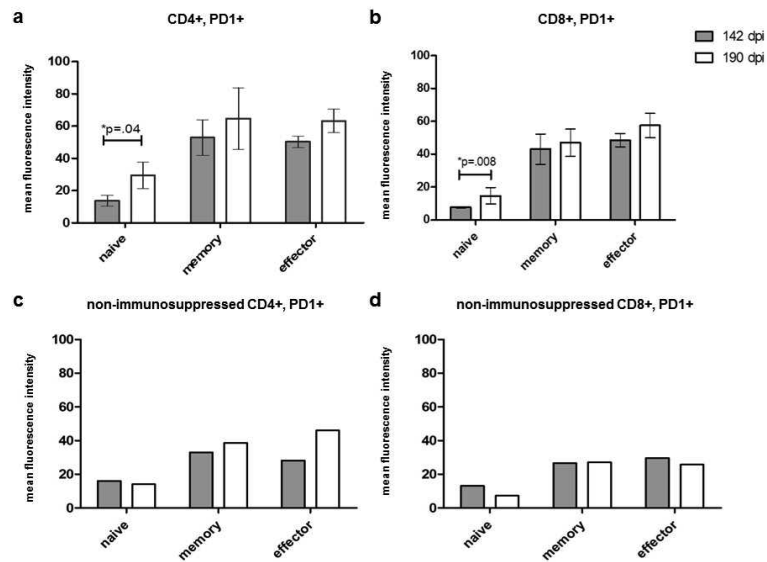 a
CD4+, PD1+
mean fluorescence intensity
100
80
60
40
20
0
*p=.04
naive
memory
effector
b
CD8+, PD1+
mean fluorescence intensity
100
80
60
40
20
0
*p=.008
naive
memory
effector
142 dpi
190 dpi
c
non-immunosuppressed CD4+, PD1+
mean fluorescence intensity
100
80
60
40
20
0
naive
memory
effector
d
non-immunosuppressed CD8+, PD1+
mean fluorescence intensity
100
80
60
40
20
0
naive
memory
effector